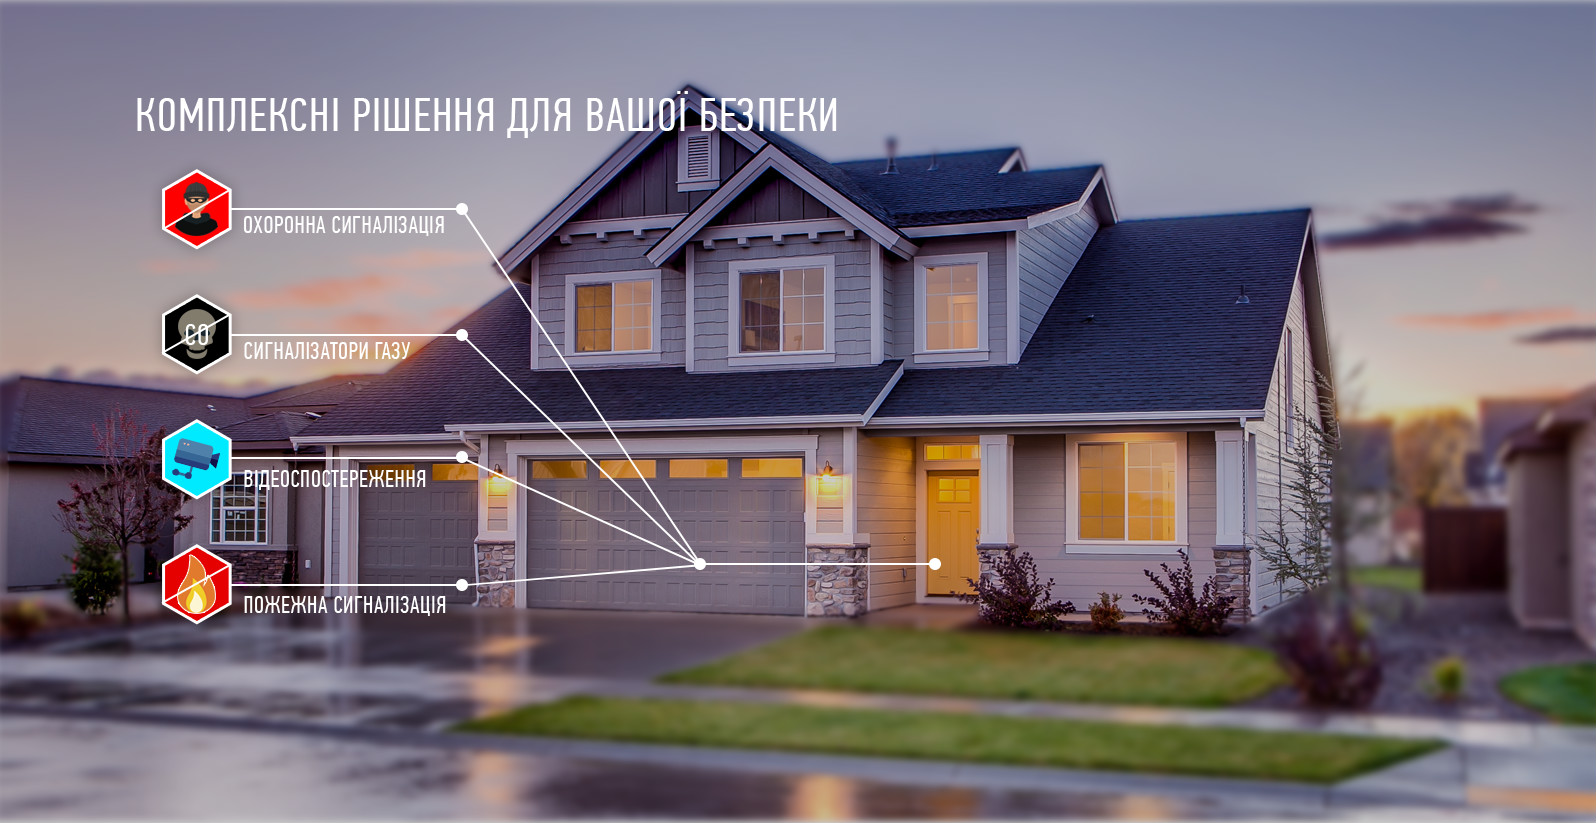 КОМПЛЕКСНІ РІШЕННЯ ДЛЯ ВАШОЇ БЕЗПЕКИ
ОХОРОННА СИГНАЛІЗАЦІЯ
CO
СИГНАЛІЗАТОРИ ГАЗУ
ВІДЕОСПОСТЕРЕЖЕННЯ
ПОЖЕЖНА СИГНАЛІЗАЦІЯ